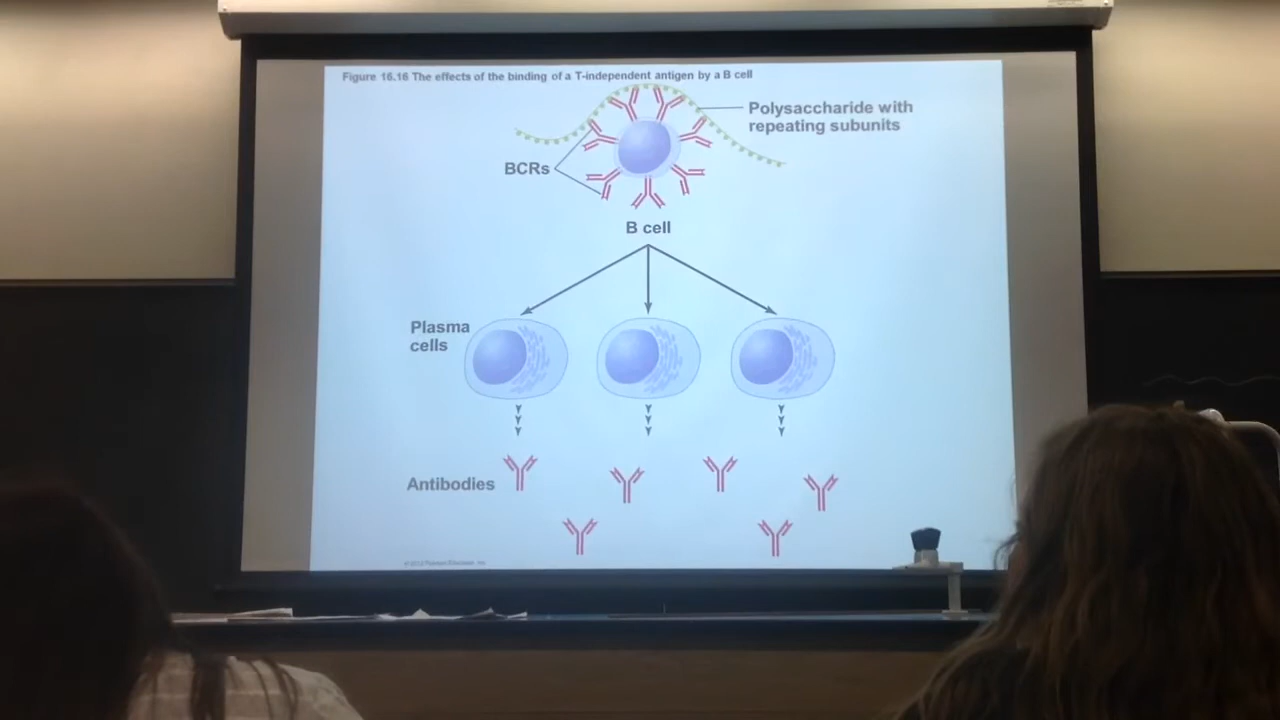 Figure 16.16 The effects of the binding of a T-independent antigen by a B cell
Polysaccharide with
repeating subunits
BCRs
B cell
Plasma
cells
Antibodies